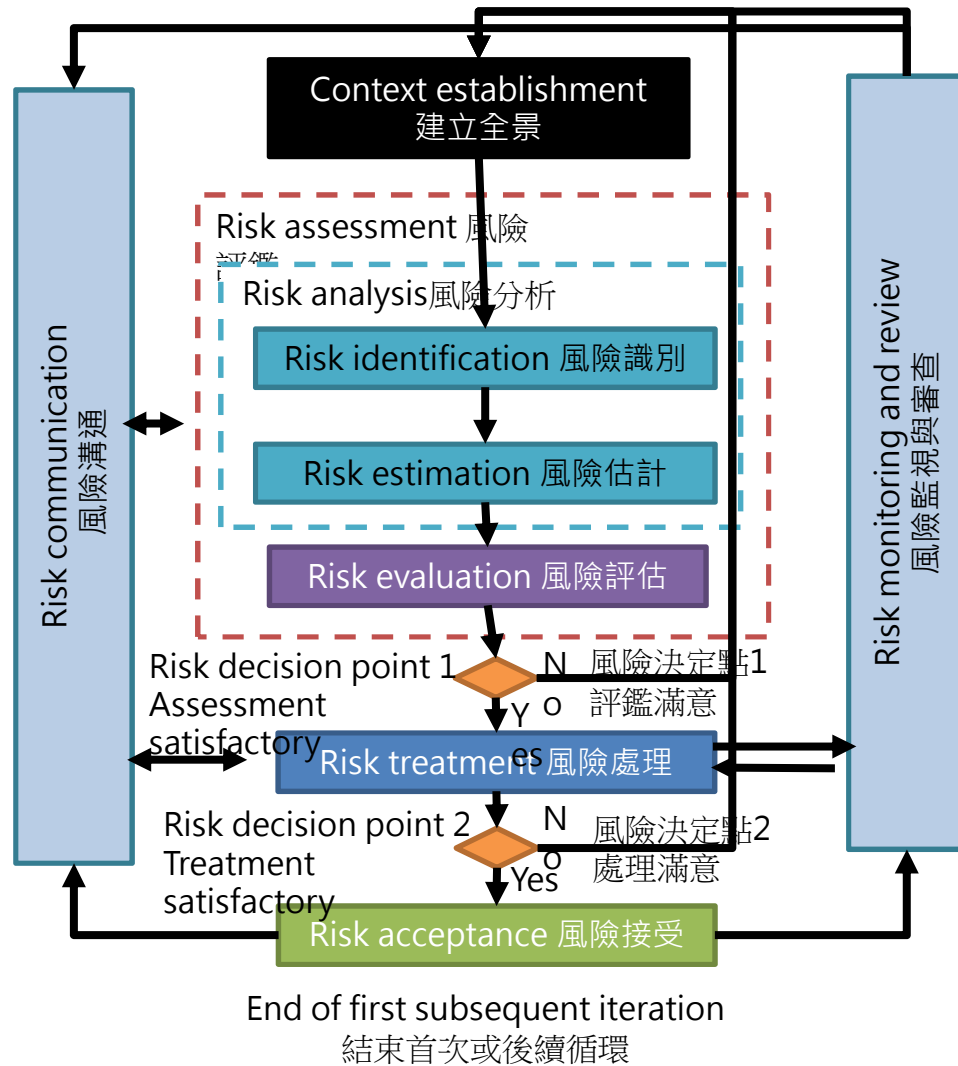 Context establishment
建立全景
Risk communication
風險溝通
Risk monitoring and review
風險監視與審查
Risk assessment 風險
評鑑
Risk analysis風險分析
Risk identification 風險識別
Risk estimation 風險估計
Risk evaluation 風險評估
Risk decision point 1
Assessment
satisfactory
N
o
風險決定點1
評鑑滿意
Y
es
Risk treatment 風險處理
Risk decision point 2
Treatment
satisfactory
N
o
風險決定點2
處理滿意
Yes
Risk acceptance 風險接受
End of first subsequent iteration
結束首次或後續循環